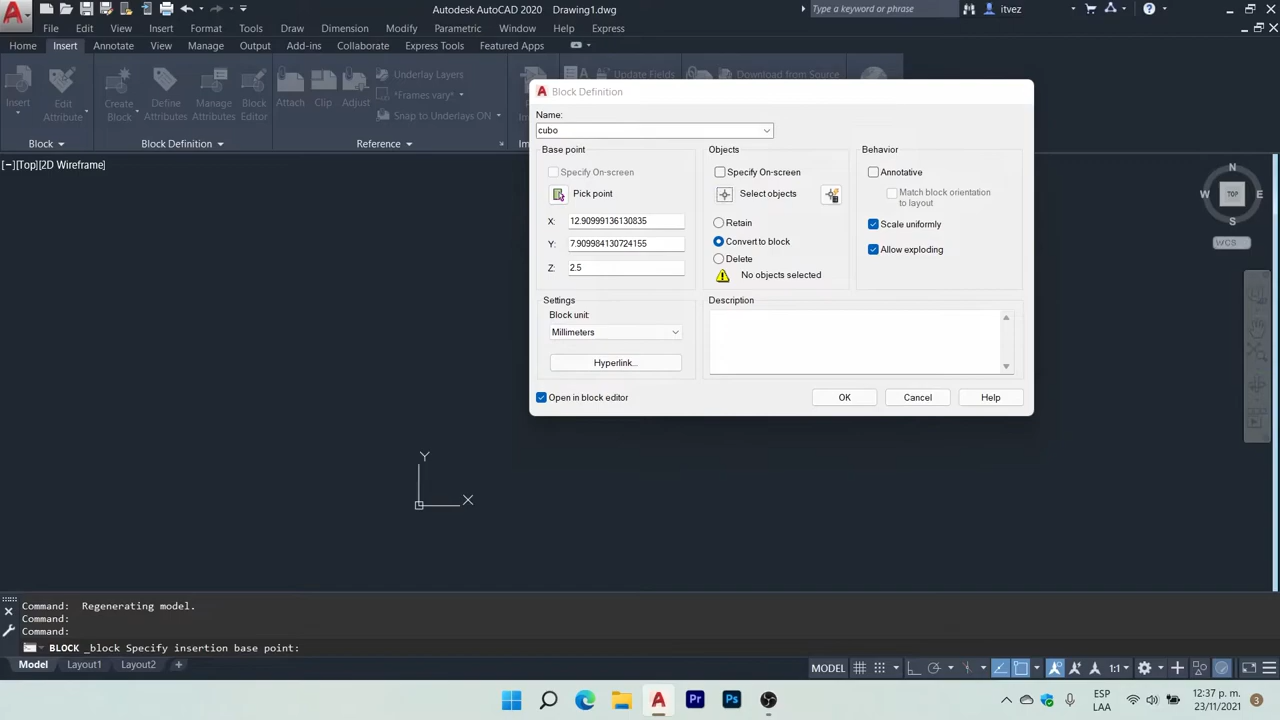 Autodesk AutoCAD 2020 Drawing1.dwg
Type a keyword or phrase
itvez
File Edit View Insert Format Tools Draw Dimension Modify Parametric Window Help Express
Home Insert Annotate View Manage Output Add-ins Collaborate Express Tools Featured Apps
Insert
Edit Attribute
Create Block
Define Attributes
Manage Attributes
Block Editor
Attach
Clip
Adjust
Underlay Layers
*Frames vary*
Snap to Underlays ON
Update Fields
Download from Source
Block
Block Definition
Reference
[−][Top][2D Wireframe]
Block Definition
Name:
cubo
Base point
Specify On-screen
Pick point
X: 12.90999136130835
Y: 7.909984130724155
Z: 2.5
Objects
Specify On-screen
Select objects
Retain
Convert to block
Delete
No objects selected
Behavior
Annotative
Match block orientation
to layout
Scale uniformly
Allow exploding
Settings
Block unit:
Millimeters
Hyperlink...
Description
Open in block editor
OK Cancel Help
N
W TOP E
S
WCS
Y
X
Command: Regenerating model.
Command:
Command:
BLOCK _block Specify insertion base point:
Model Layout1 Layout2 +
MODEL 1:1
Pr Ps
ESP
LAA
12:37 p. m.
23/11/2021
3